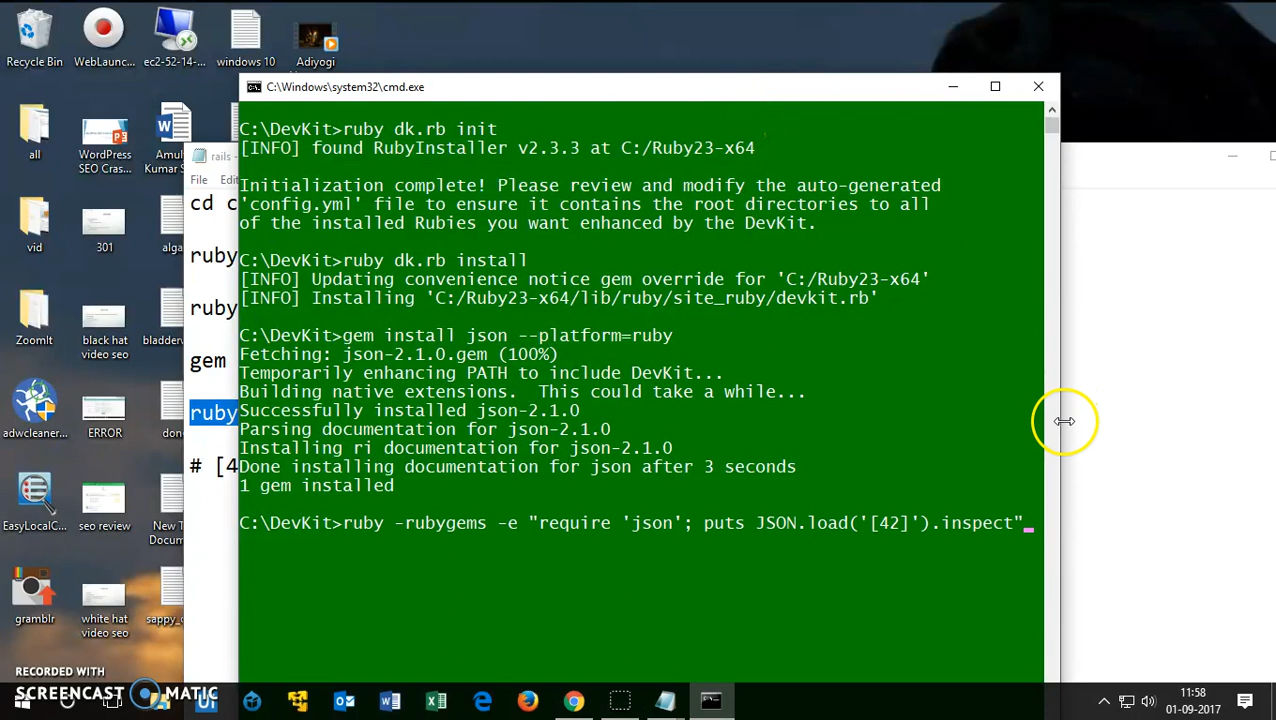 Recycle Bin
WebLaunc...
ec2-52-14-...
windows 10
Adiyogi
all
WordPress
SEO Cras...
Amul
Kumar S
vid
301
alga
ZoomIt
black hat
video seo
bladderw
adwcleaner...
ERROR
don
EasyLocalC...
seo review
New T
Docum
gramblr
white hat
video seo
sappy_
rails -
File
Edi
cd c
ruby
ruby
gem
ruby
# [4
C:\Windows\system32\cmd.exe
C:\DevKit>ruby dk.rb init
[INFO] found RubyInstaller v2.3.3 at C:/Ruby23-x64
Initialization complete! Please review and modify the auto-generated
'config.yml' file to ensure it contains the root directories to all
of the installed Rubies you want enhanced by the DevKit.
C:\DevKit>ruby dk.rb install
[INFO] Updating convenience notice gem override for 'C:/Ruby23-x64'
[INFO] Installing 'C:/Ruby23-x64/lib/ruby/site_ruby/devkit.rb'
C:\DevKit>gem install json --platform=ruby
Fetching: json-2.1.0.gem (100%)
Temporarily enhancing PATH to include DevKit...
Building native extensions.  This could take a while...
Successfully installed json-2.1.0
Parsing documentation for json-2.1.0
Installing ri documentation for json-2.1.0
Done installing documentation for json after 3 seconds
1 gem installed
C:\DevKit>ruby -rubygems -e "require 'json'; puts JSON.load('[42]').inspect"
RECORDED WITH
SCREENCAST MATIC
11:58
01-09-2017